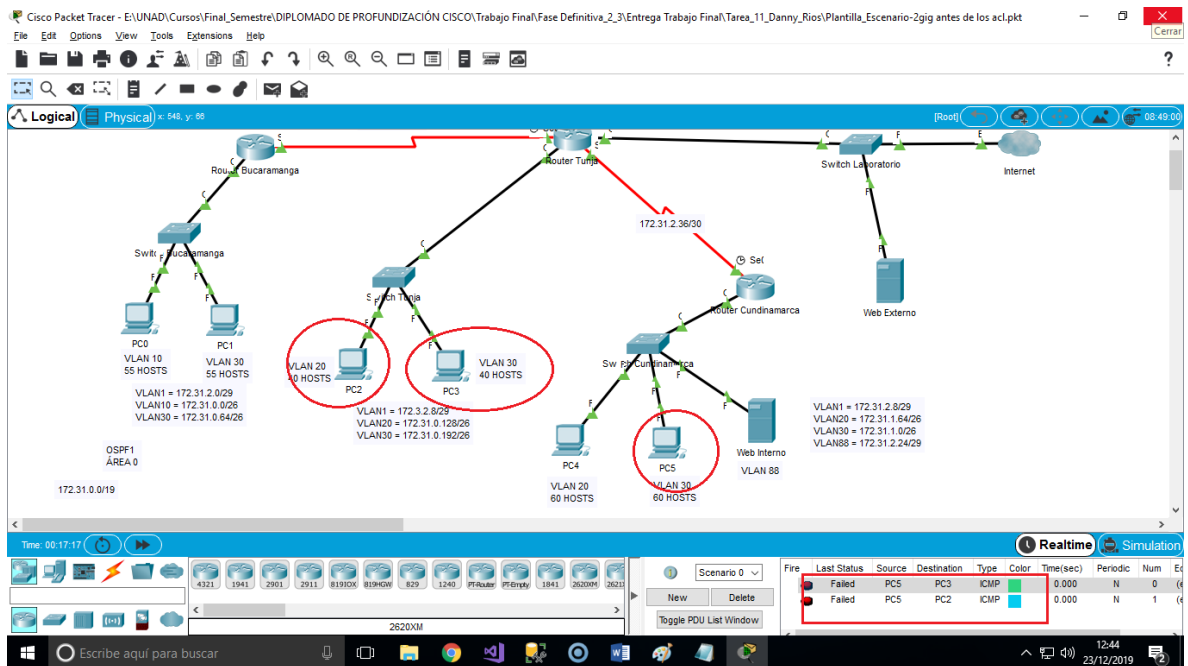 Cisco Packet Tracer - E:\UNAD\Cursos\Final_Semestre\DIPLOMADO DE PROFUNDIZACIÓN CISCO\Trabajo Final\Fase Definitiva_2_3\Entrega Trabajo Final\Tarea_11_Danny_Rios\Plantilla_Escenario-2gig antes de los acl.pkt
Cerrar
File Edit Options View Tools Extensions Help
?
Logical Physical x: 548, y: 66 [Root] 08:49:00
Router Bucaramanga
Router Tunja
Switch Laboratorio
Internet
172.31.2.36/30
Router Cundinamarca
Web Externo
PC0
VLAN 10
55 HOSTS
PC1
VLAN 30
55 HOSTS
VLAN1 = 172.31.2.0/29
VLAN10 = 172.31.0.0/26
VLAN30 = 172.31.0.64/26
VLAN 20
40 HOSTS
PC2
VLAN 30
40 HOSTS
PC3
VLAN1 = 172.3.2.8/29
VLAN20 = 172.31.0.128/26
VLAN30 = 172.31.0.192/26
OSPF1
ÁREA 0
172.31.0.0/19
PC4
VLAN 20
60 HOSTS
PC5
VLAN 30
60 HOSTS
Web Interno
VLAN 88
VLAN1 = 172.31.2.8/29
VLAN20 = 172.31.1.64/26
VLAN30 = 172.31.1.0/26
VLAN88 = 172.31.2.24/29
Time: 00:17:17
Realtime Simulation
4321 1941 2901 2911 819IOX 819HGW 829 1240 PT-Router PT-Empty 1841 2620XM
2620XM
Scenario 0
New Delete
Toggle PDU List Window
Fire Last Status Source Destination Type Color Time(sec) Periodic Num
Failed PC5 PC3 ICMP 0.000 N 0
Failed PC5 PC2 ICMP 0.000 N 1
Escribe aquí para buscar
12:44
23/12/2019